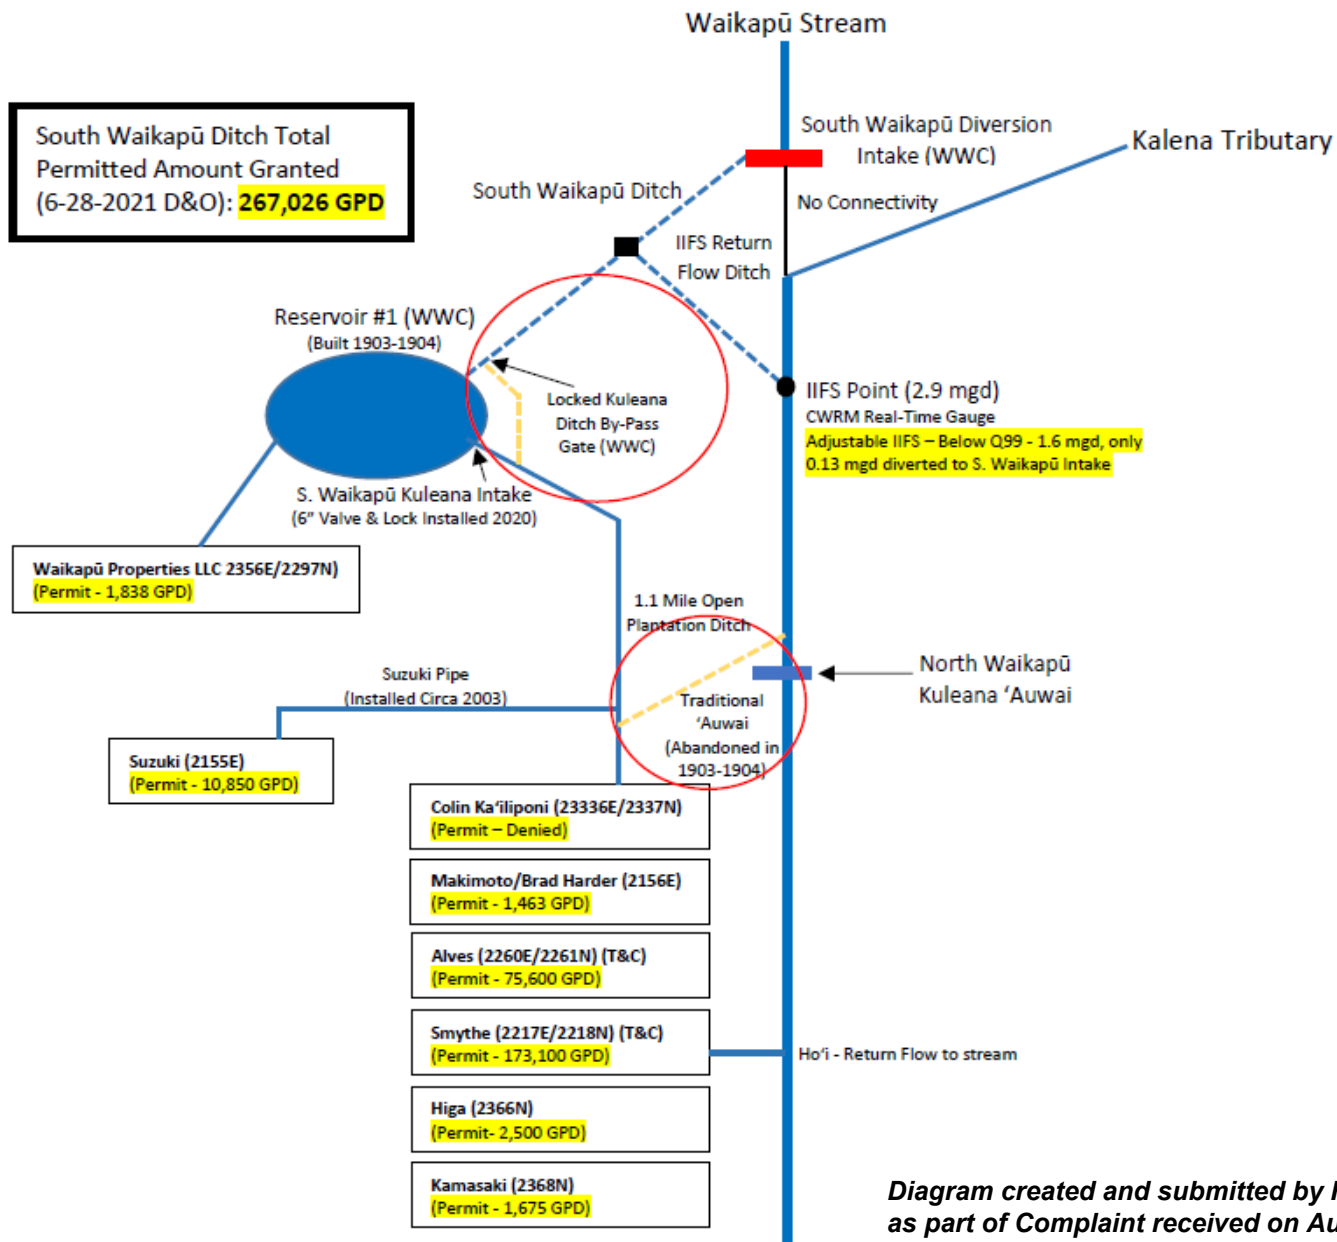 Waikapū Stream
South Waikapū Ditch Total
Permitted Amount Granted
(6-28-2021 D&O): 267,026 GPD
South Waikapū Diversion
Intake (WWC)
Kalena Tributary
South Waikapū Ditch
No Connectivity
IIFS Return
Flow Ditch
Reservoir #1 (WWC)
(Built 1903-1904)
Locked Kuleana
Ditch By-Pass
Gate (WWC)
IIFS Point (2.9 mgd)
CWRM Real-Time Gauge
Adjustable IIFS – Below Q99 - 1.6 mgd, only
0.13 mgd diverted to S. Waikapū Intake
S. Waikapū Kuleana Intake
(6” Valve & Lock Installed 2020)
Waikapū Properties LLC 2356E/2297N)
(Permit - 1,838 GPD)
1.1 Mile Open
Plantation Ditch
North Waikapū
Kuleana ‘Auwai
Suzuki Pipe
(Installed Circa 2003)
Traditional
‘Auwai
(Abandoned in
1903-1904)
Suzuki (2155E)
(Permit - 10,850 GPD)
Colin Ka‘iliponi (23336E/2337N)
(Permit – Denied)
Makimoto/Brad Harder (2156E)
(Permit - 1,463 GPD)
Alves (2260E/2261N) (T&C)
(Permit - 75,600 GPD)
Smythe (2217E/2218N) (T&C)
(Permit - 173,100 GPD)
Ho‘i - Return Flow to stream
Higa (2366N)
(Permit- 2,500 GPD)
Kamasaki (2368N)
(Permit - 1,675 GPD)
Diagram created and submitted by
as part of Complaint received on